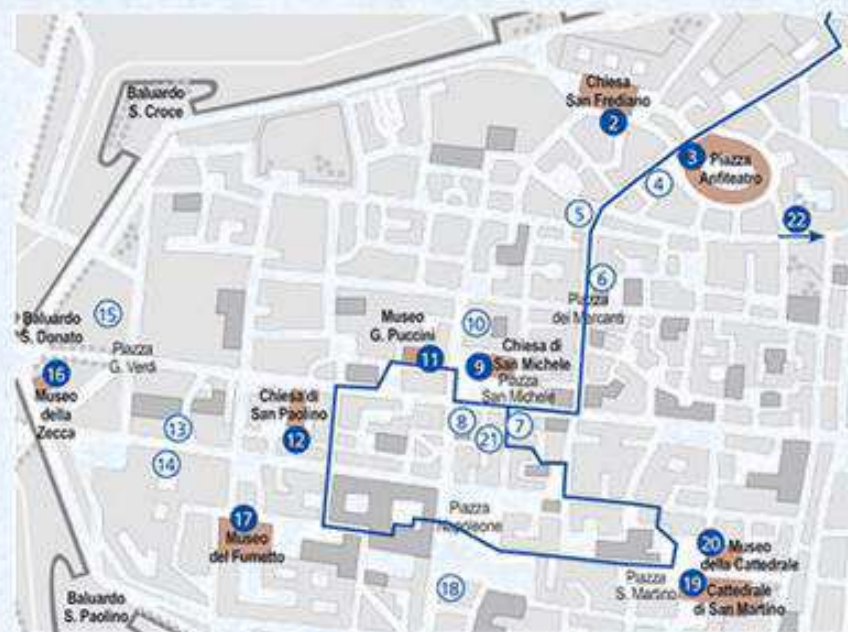 Baluardo
S. Croce
Chiesa
San Frediano
2
3
Piazza
Anfiteatro
4
5
22
6
Piazza
dei Mercanti
15
Baluardo
S. Donato
Piazza
G. Verdi
Museo
G. Puccini
11
10
Chiesa di
San Michele
9
Piazza
San Michele
16
Museo
della
Zecca
Chiesa di
San Paolino
12
13
14
8
21
7
17
Museo
del Fumetto
Piazza
Napoleone
20
Museo
della Cattedrale
Piazza
S. Martino
19
Cattedrale
di San Martino
18
Baluardo
S. Paolino